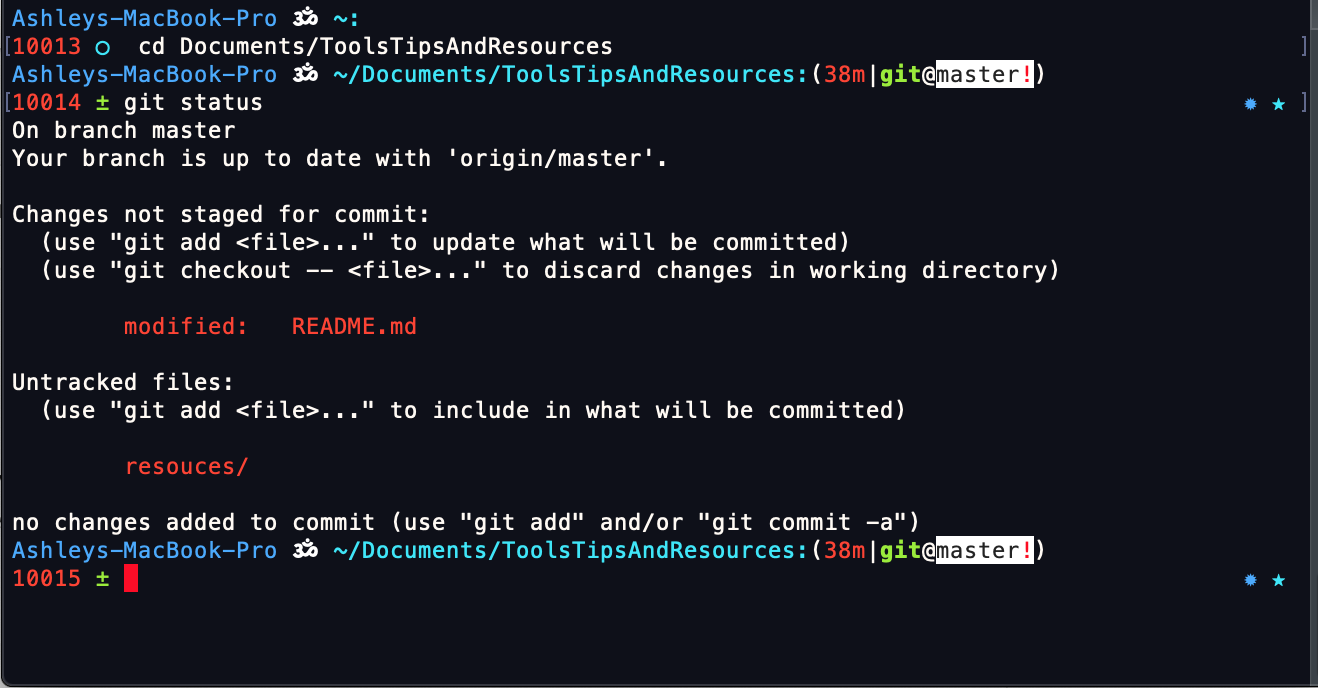 Ashleys-MacBook-Pro ॐ ~:
[10013 ○  cd Documents/ToolsTipsAndResources ]
Ashleys-MacBook-Pro ॐ ~/Documents/ToolsTipsAndResources:(38m|git@master!)
[10014 ± git status ✹ ★ ]
On branch master
Your branch is up to date with 'origin/master'.
Changes not staged for commit:
  (use "git add <file>..." to update what will be committed)
  (use "git checkout -- <file>..." to discard changes in working directory)
        modified:   README.md
Untracked files:
  (use "git add <file>..." to include in what will be committed)
        resouces/
no changes added to commit (use "git add" and/or "git commit -a")
Ashleys-MacBook-Pro ॐ ~/Documents/ToolsTipsAndResources:(38m|git@master!)
10015 ± ✹ ★